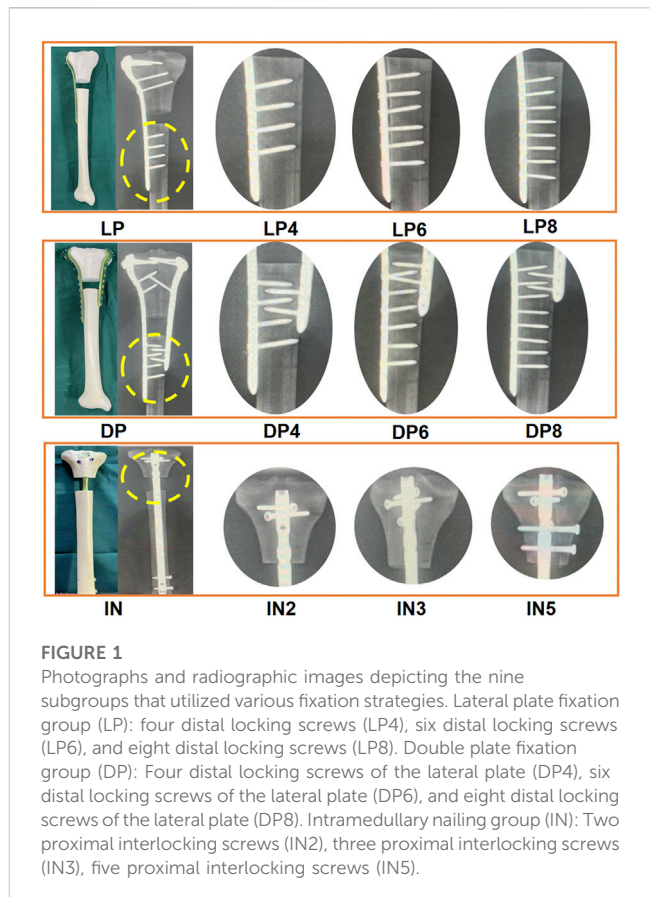 LP LP4 LP6 LP8
DP DP4 DP6 DP8
IN IN2 IN3 IN5
FIGURE 1
Photographs and radiographic images depicting the nine
subgroups that utilized various fixation strategies. Lateral plate fixation
group (LP): four distal locking screws (LP4), six distal locking screws
(LP6), and eight distal locking screws (LP8). Double plate fixation
group (DP): Four distal locking screws of the lateral plate (DP4), six
distal locking screws of the lateral plate (DP6), and eight distal locking
screws of the lateral plate (DP8). Intramedullary nailing group (IN): Two
proximal interlocking screws (IN2), three proximal interlocking screws
(IN3), five proximal interlocking screws (IN5).